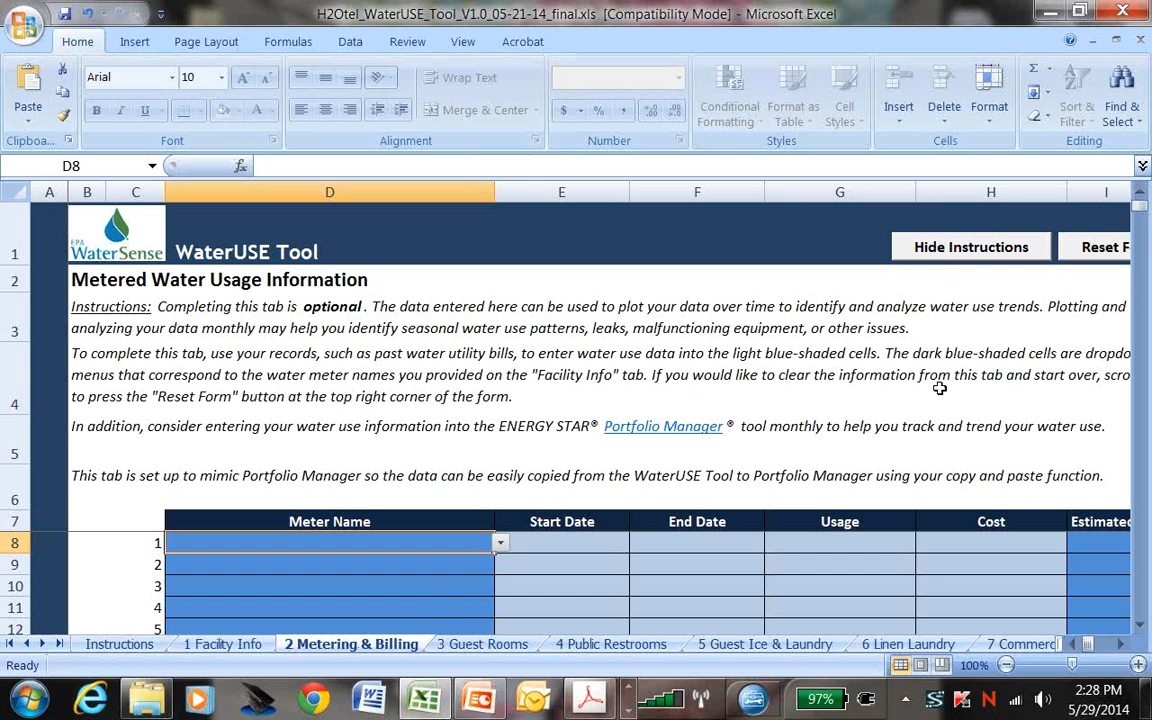 H2Otel_WaterUSE_Tool_V1.0_05-21-14_final.xls [Compatibility Mode] - Microsoft Excel
Home Insert Page Layout Formulas Data Review View Acrobat
Paste
Arial 10
B I U
Wrap Text
Merge & Center
$ % ,
Conditional Formatting
Format as Table
Cell Styles
Insert Delete Format
Σ
Sort & Filter
Find & Select
Clipboa... Font Alignment Number Styles Cells Editing
D8 fx
A B C D E F G H I
1
EPA
WaterSense
WaterUSE Tool
Hide Instructions Reset F
2 Metered Water Usage Information
Instructions: Completing this tab is optional . The data entered here can be used to plot your data over time to identify and analyze water use trends. Plotting and
3 analyzing your data monthly may help you identify seasonal water use patterns, leaks, malfunctioning equipment, or other issues.
To complete this tab, use your records, such as past water utility bills, to enter water use data into the light blue-shaded cells. The dark blue-shaded cells are dropdo
menus that correspond to the water meter names you provided on the "Facility Info" tab. If you would like to clear the information from this tab and start over, scro
4 to press the "Reset Form" button at the top right corner of the form.
In addition, consider entering your water use information into the ENERGY STAR® Portfolio Manager ® tool monthly to help you track and trend your water use.
5
This tab is set up to mimic Portfolio Manager so the data can be easily copied from the WaterUSE Tool to Portfolio Manager using your copy and paste function.
6
7 Meter Name Start Date End Date Usage Cost Estimated
8 1
9 2
10 3
11 4
12 5
Instructions 1 Facility Info 2 Metering & Billing 3 Guest Rooms 4 Public Restrooms 5 Guest Ice & Laundry 6 Linen Laundry 7 Commerc
Ready 100%
97%
2:28 PM
5/29/2014